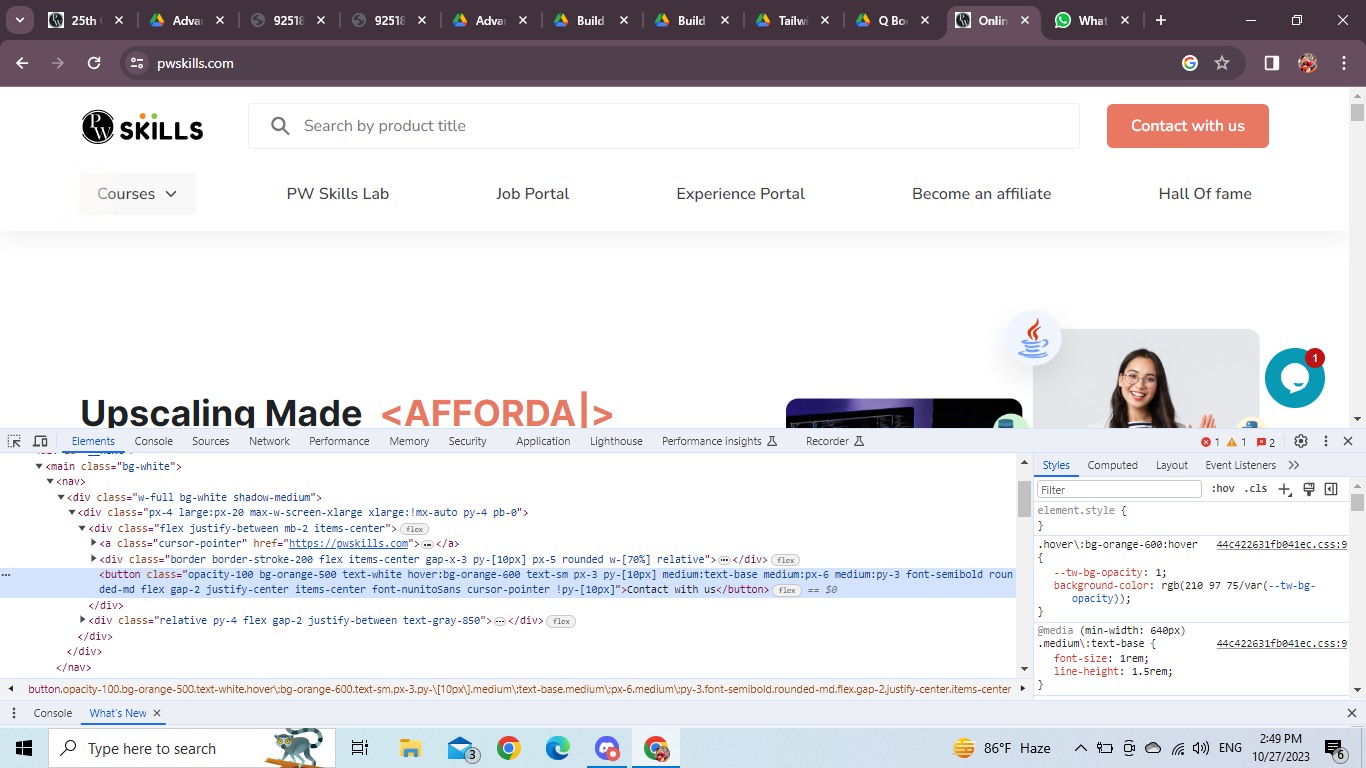 25th
Advan
92518
92518
Advan
Build
Build
Tailwi
Q Bo
Onlin
What
pwskills.com
PW SKILLS
Search by product title
Contact with us
Courses
PW Skills Lab
Job Portal
Experience Portal
Become an affiliate
Hall Of fame
1
Upscaling Made <AFFORDA|>
Elements Console Sources Network Performance Memory Security Application Lighthouse Performance insights Recorder 1 1 2
<main class="bg-white">
<nav>
<div class="w-full bg-white shadow-medium">
<div class="px-4 large:px-20 max-w-screen-xlarge xlarge:!mx-auto py-4 pb-0">
<div class="flex justify-between mb-2 items-center"> flex
<a class="cursor-pointer" href="https://pwskills.com">…</a>
<div class="border border-stroke-200 flex items-center gap-x-3 py-[10px] px-5 rounded w-[70%] relative">…</div> flex
<button class="opacity-100 bg-orange-500 text-white hover:bg-orange-600 text-sm px-3 py-[10px] medium:text-base medium:px-6 medium:py-3 font-semibold roun
ded-md flex gap-2 justify-center items-center font-nunitoSans cursor-pointer !py-[10px]">Contact with us</button> flex == $0
</div>
<div class="relative py-4 flex gap-2 justify-between text-gray-850">…</div> flex
</div>
</div>
</nav>
button.opacity-100.bg-orange-500.text-white.hover\:bg-orange-600.text-sm.px-3.py-\[10px\].medium\:text-base.medium\:px-6.medium\:py-3.font-semibold.rounded-md.flex.gap-2.justify-center.items-center
Styles Computed Layout Event Listeners
Filter :hov .cls
element.style {
}
.hover\:bg-orange-600:hover 44c422631fb041ec.css:9
{
--tw-bg-opacity: 1;
background-color: rgb(210 97 75/var(--tw-bg-
opacity));
}
@media (min-width: 640px)
.medium\:text-base { 44c422631fb041ec.css:9
font-size: 1rem;
line-height: 1.5rem;
}
Console What's New
Type here to search
3
86°F Haze
ENG
2:49 PM
10/27/2023
6